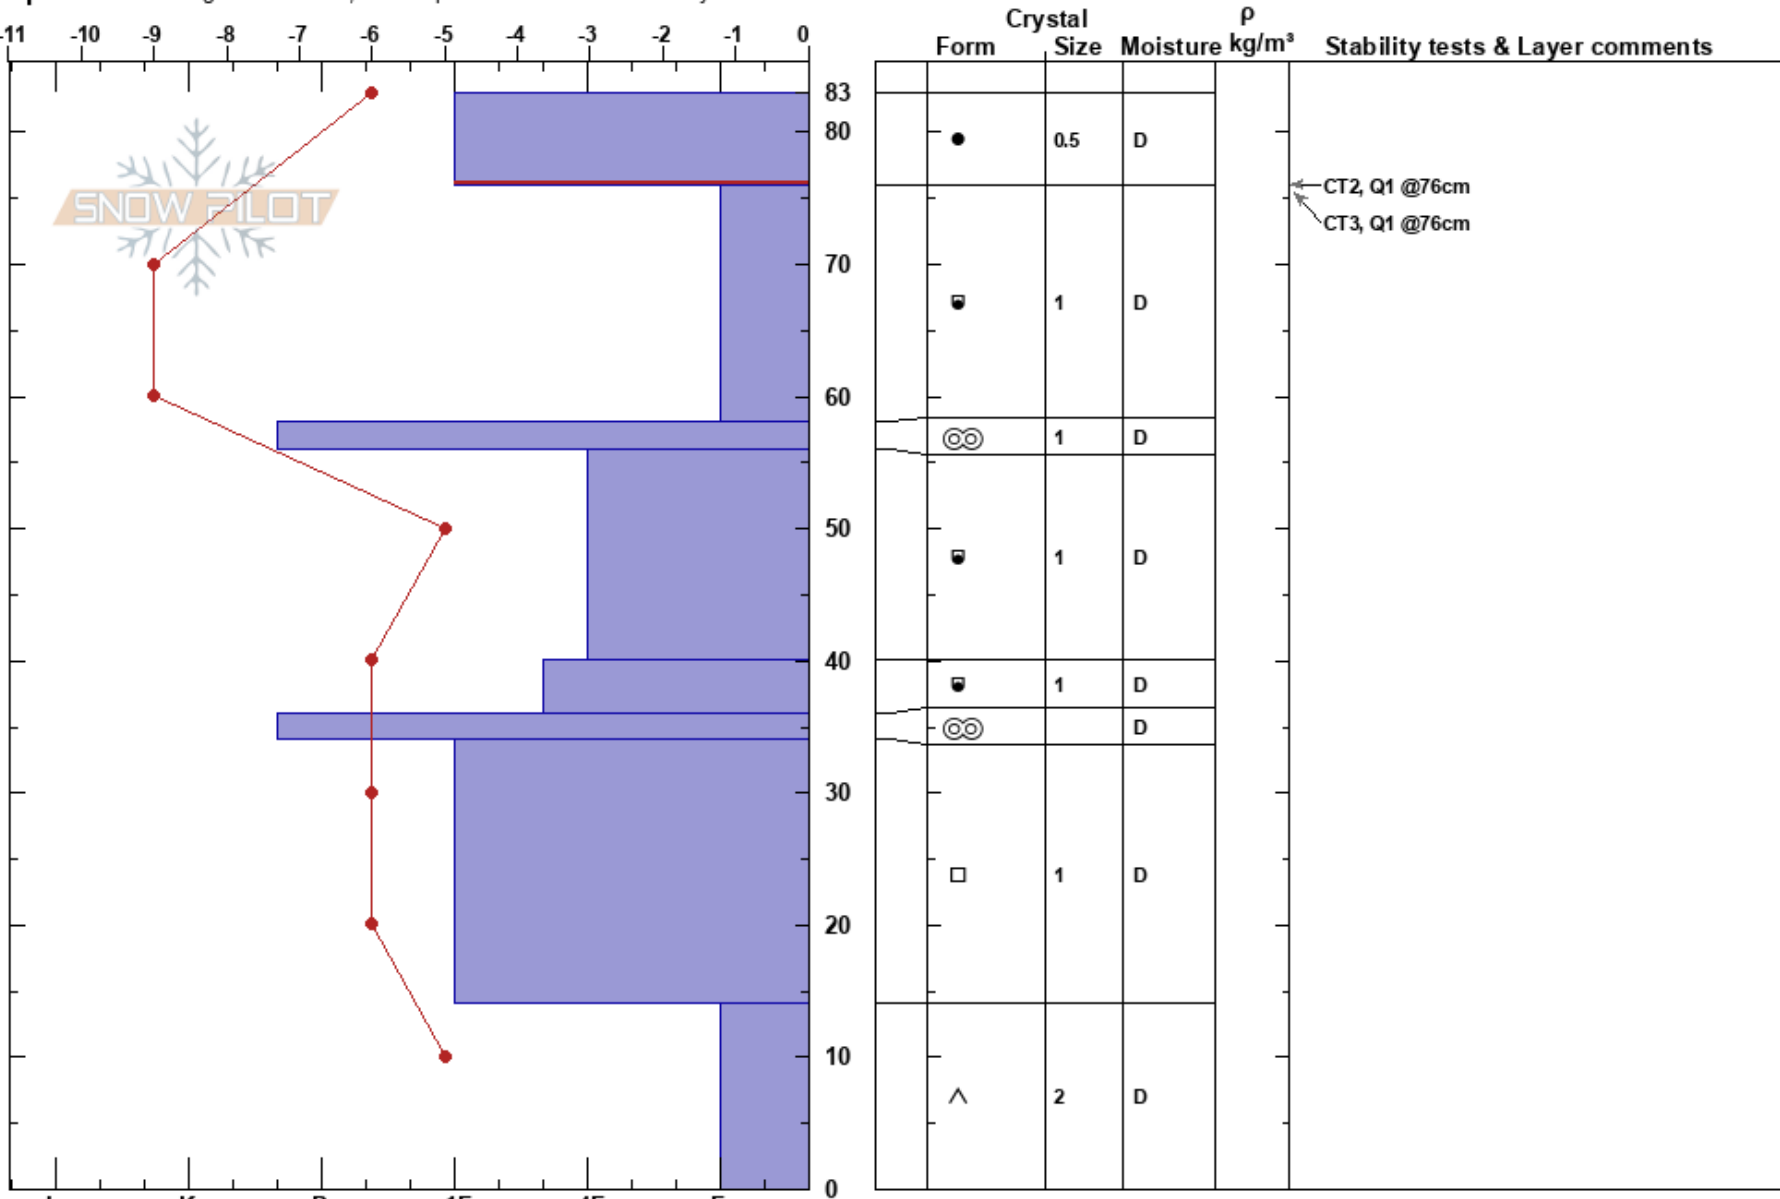 -11 -10 -9 -8 -7 -6 -5 -4 -3 -2 -1 0
Crystal
Form Size Moisture ρ kg/m³ Stability tests & Layer comments
SNOW PILOT
83
80
0.5 D
CT2, Q1 @76cm
CT3, Q1 @76cm
70
1 D
60
1 D
50
1 D
40
1 D
D
30
1 D
20
10
2 D
0